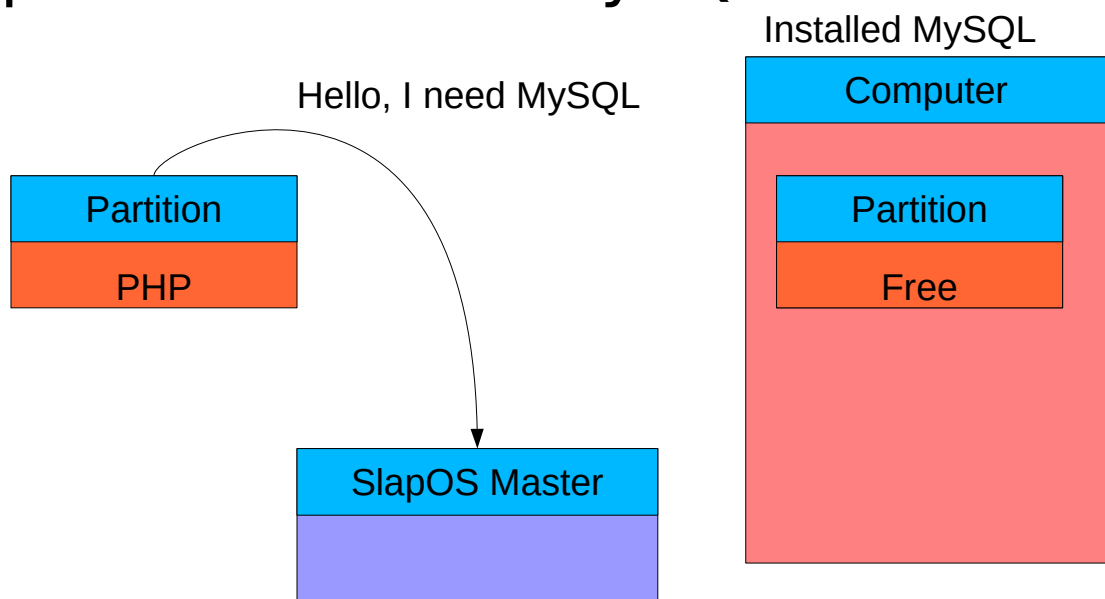 Installed MySQL
Computer
Hello, I need MySQL
Partition
PHP
Partition
Free
SlapOS Master